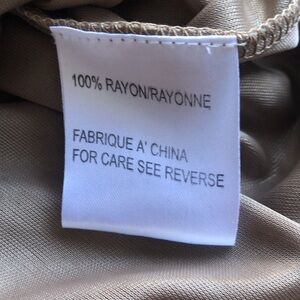 100% RAYON/RAYONNE
FABRIQUE A' CHINA
FOR CARE SEE REVERSE